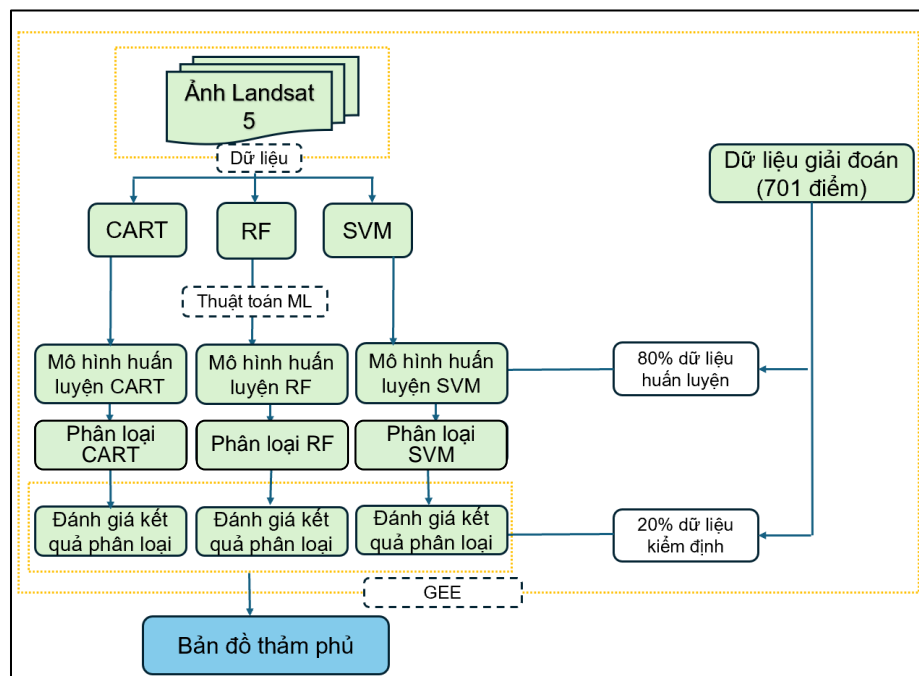 Ảnh Landsat
5
Dữ liệu
Dữ liệu giải đoán
(701 điểm)
CART
RF
SVM
Thuật toán ML
Mô hình huấn
luyện CART
Mô hình huấn
luyện RF
Mô hình huấn
luyện SVM
80% dữ liệu
huấn luyện
Phân loại
CART
Phân loại RF
Phân loại
SVM
Đánh giá kết
quả phân loại
Đánh giá kết
quả phân loại
Đánh giá kết
quả phân loại
20% dữ liệu
kiểm định
GEE
Bản đồ thảm phủ